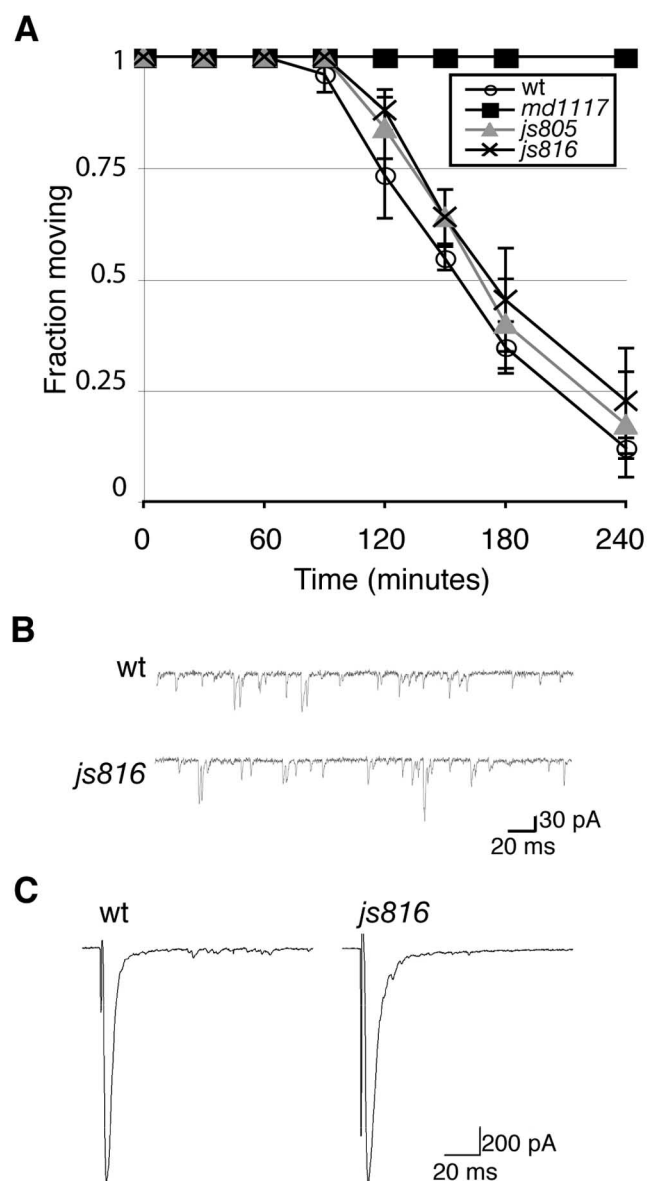 A
1
0.75
0.5
0.25
0
Fraction moving
wt
md1117
js805
js816
0 60 120 180 240
Time (minutes)
B
wt
js816
30 pA
20 ms
C
wt js816
200 pA
20 ms